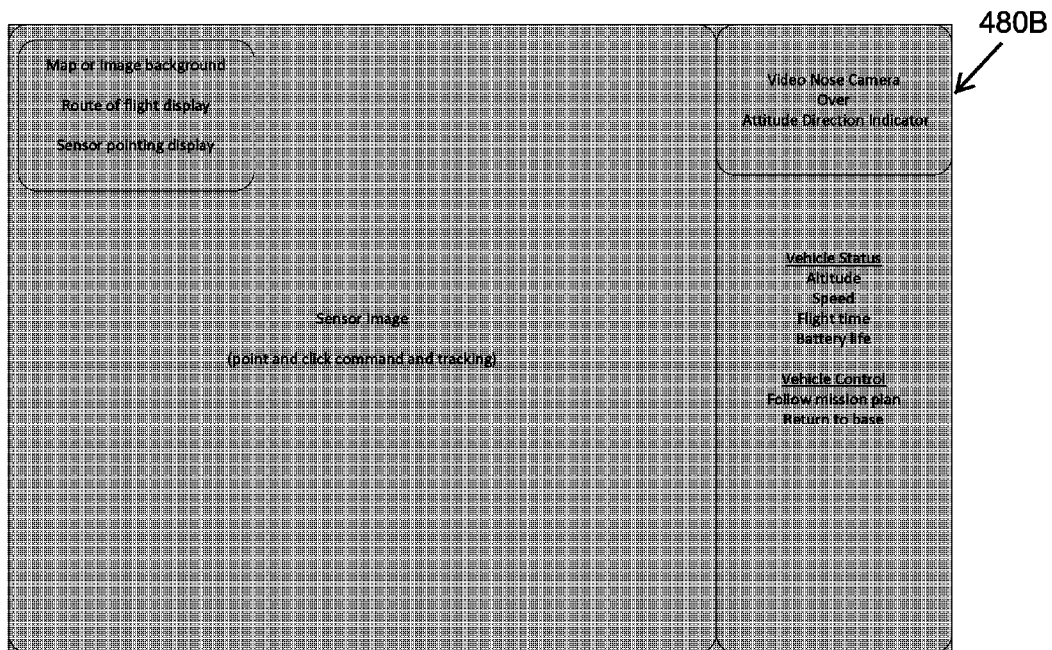 480B
Map or Image background
Route of flight display
Sensor pointing display
Video Nose Camera
Over
Attitude Direction Indicator
Sensor Image
(point and click command and tracking)
Vehicle Status
Altitude
Speed
Flight time
Battery life
Vehicle Control
Follow mission plan
Return to base